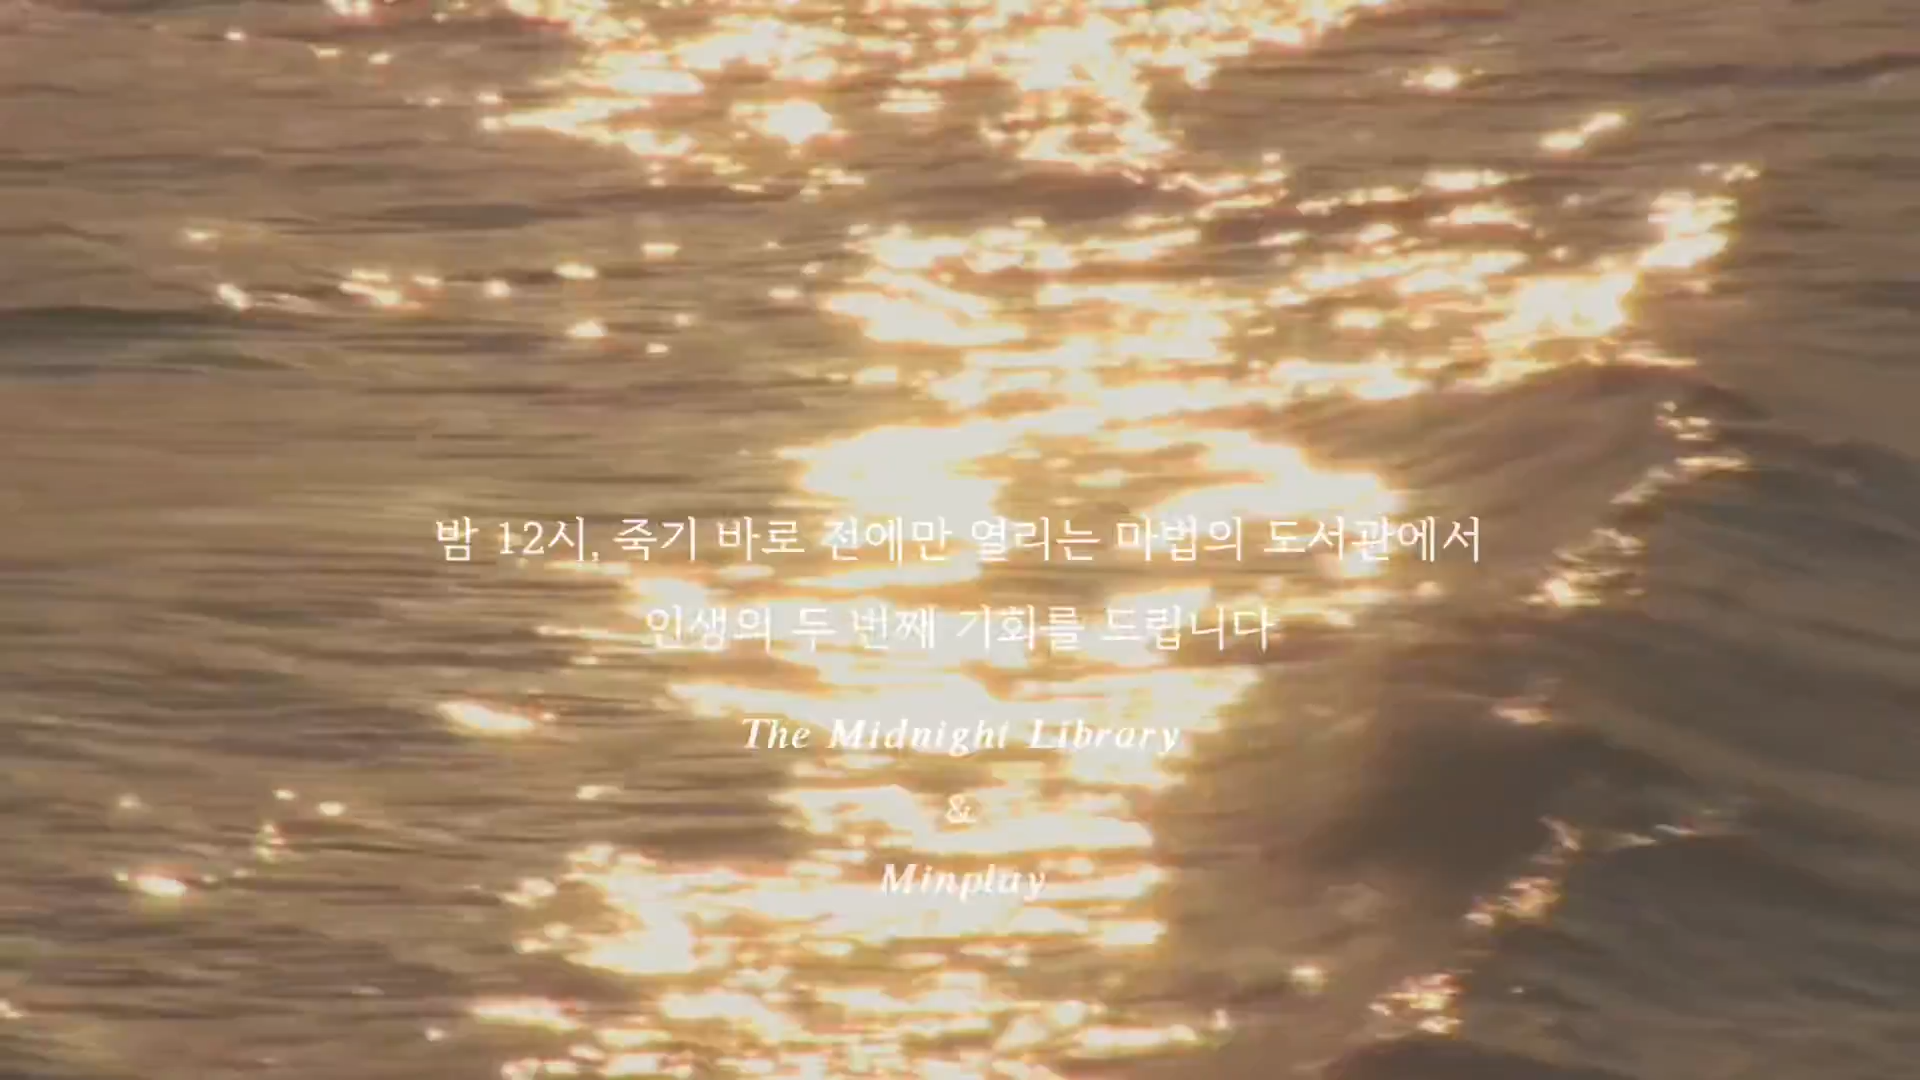 밤 12시, 죽기 바로 전에만 열리는 마법의 도서관에서
인생의 두 번째 기회를 드립니다
The Midnight Library
&
Minplay